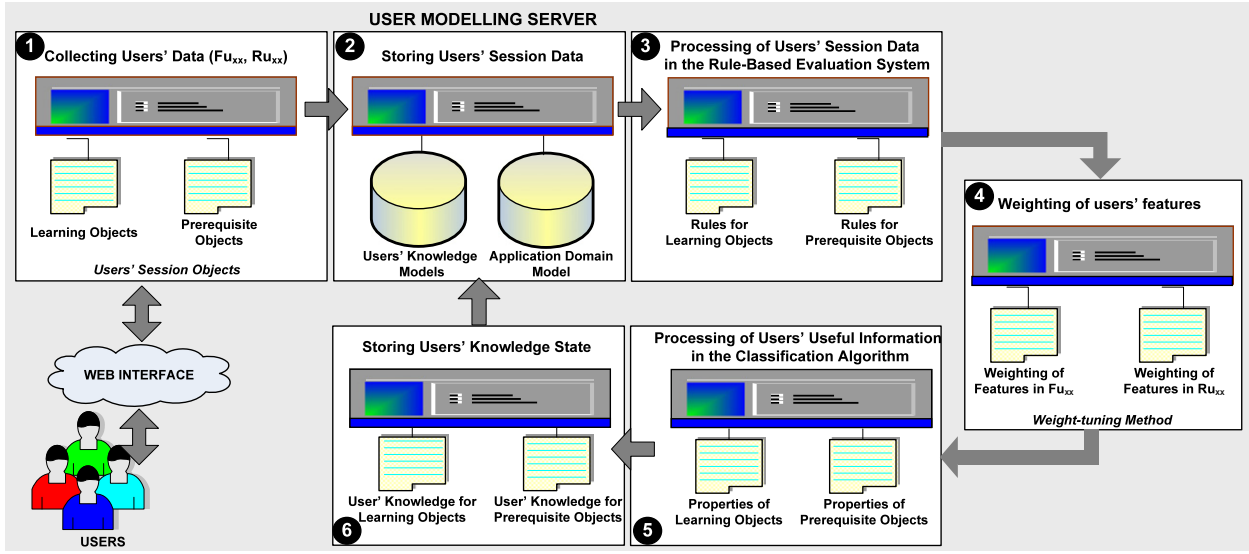 USER MODELLING SERVER
1
Collecting Users' Data (Fuxx, Ruxx)
Learning Objects
Prerequisite
Objects
Users' Session Objects
2
Storing Users' Session Data
Users' Knowledge
Models
Application Domain
Model
3
Processing of Users' Session Data
in the Rule-Based Evaluation System
Rules for
Learning Objects
Rules for
Prerequisite Objects
4
Weighting of users' features
Weighting of
Features in Fuxx
Weighting of
Features in Ruxx
Weight-tuning Method
Processing of Users' Useful Information
in the Classification Algorithm
Properties of
Learning Objects
Properties of
Prerequisite Objects
5
Storing Users' Knowledge State
User' Knowledge for
Learning Objects
User' Knowledge for
Prerequisite Objects
6
WEB INTERFACE
USERS